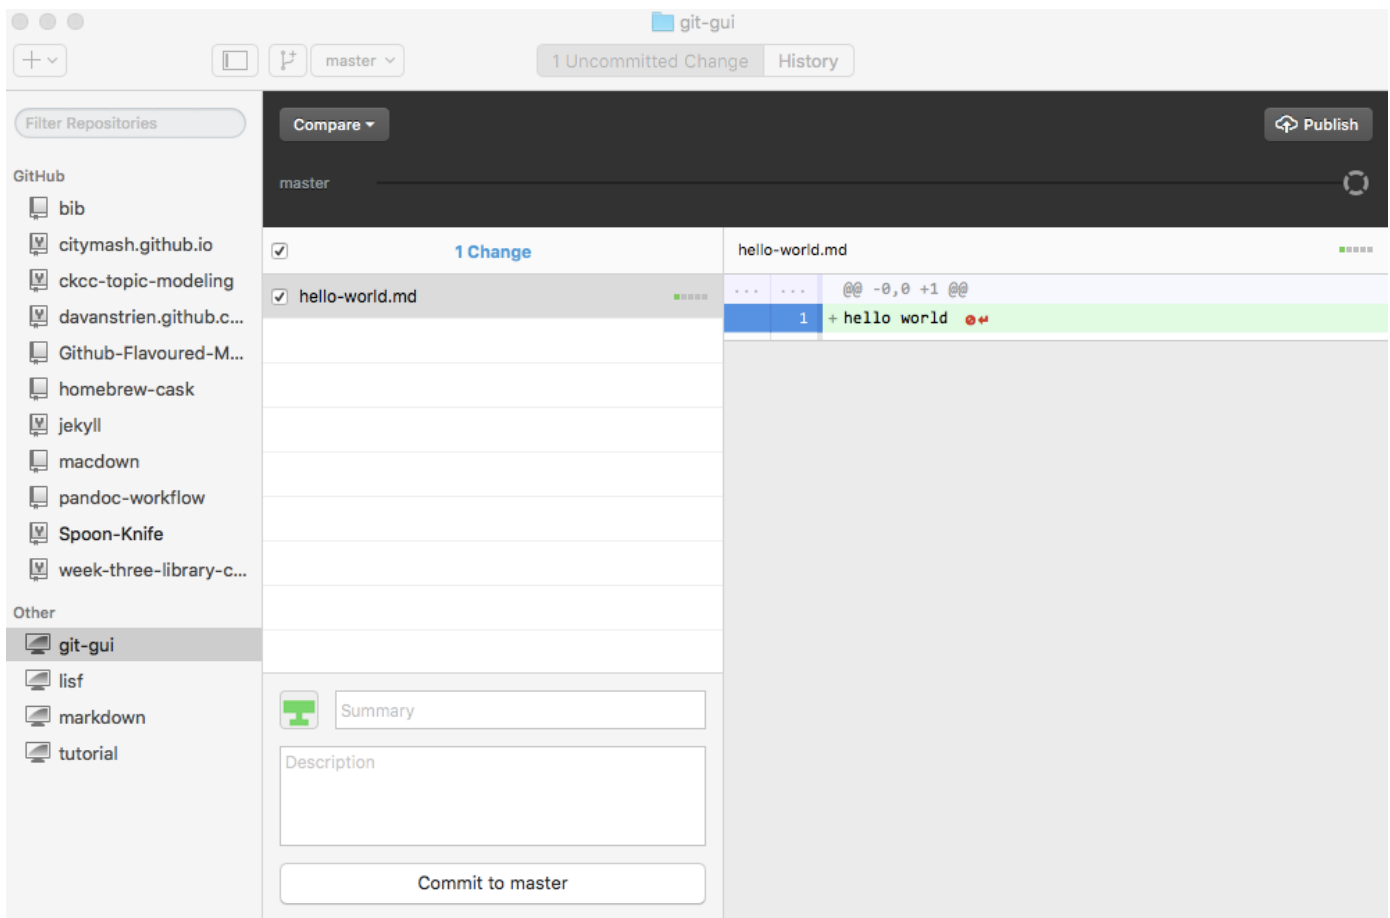 git-gui
master
1 Uncommitted Change
History
Filter Repositories
GitHub
bib
citymash.github.io
ckcc-topic-modeling
davanstrien.github.c...
Github-Flavoured-M...
homebrew-cask
jekyll
macdown
pandoc-workflow
Spoon-Knife
week-three-library-c...
Other
git-gui
lisf
markdown
tutorial
Compare
Publish
master
1 Change
hello-world.md
Summary
Description
Commit to master
hello-world.md
... ... @@ -0,0 +1 @@
1 + hello world